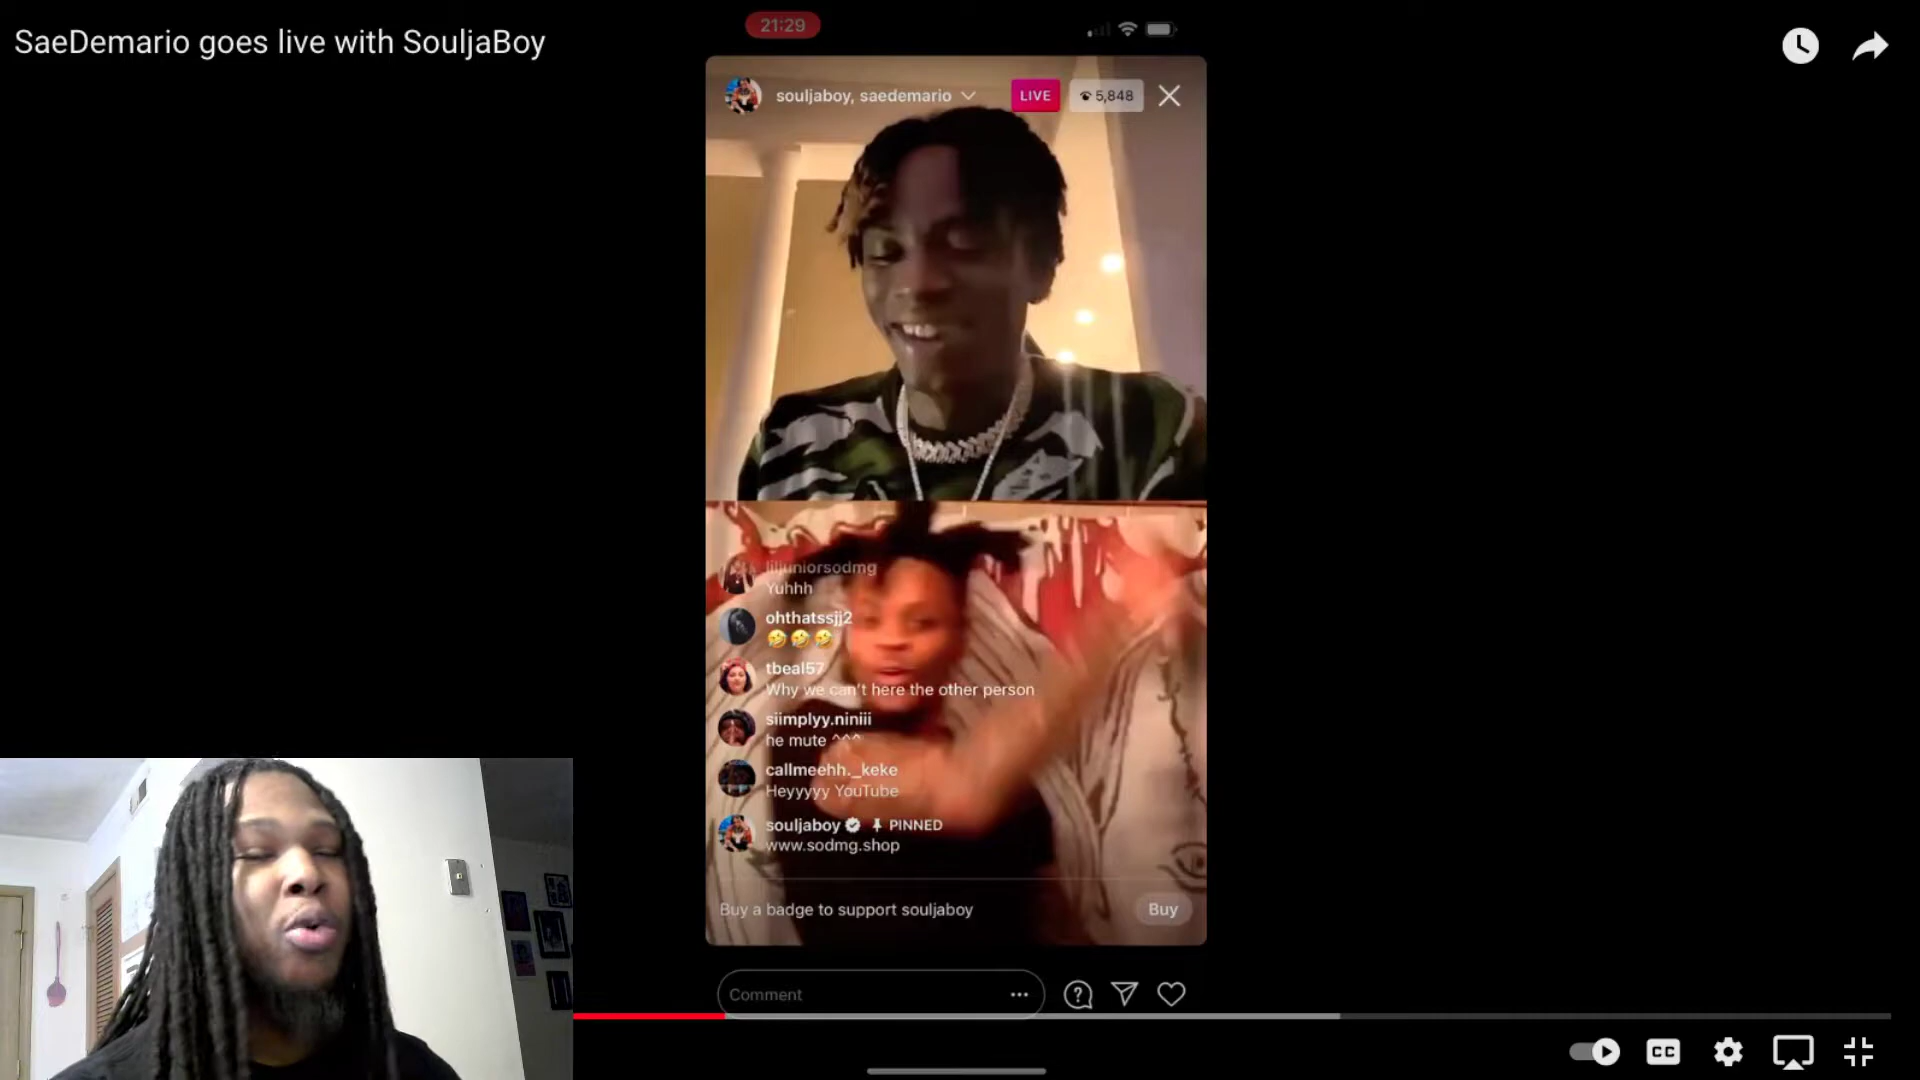 SaeDemario goes live with SouljaBoy
21:29
souljaboy, saedemario
LIVE
5,848
liljuniorsodmg
Yuhhh
ohthatssjj2
🤣🤣🤣
tbeal57
Why we can't here the other person
siimplyy.niniii
he mute ^^^
callmeehh._keke
Heyyyyy YouTube
souljaboy PINNED
www.sodmg.shop
Buy a badge to support souljaboy
Buy
Comment
CC